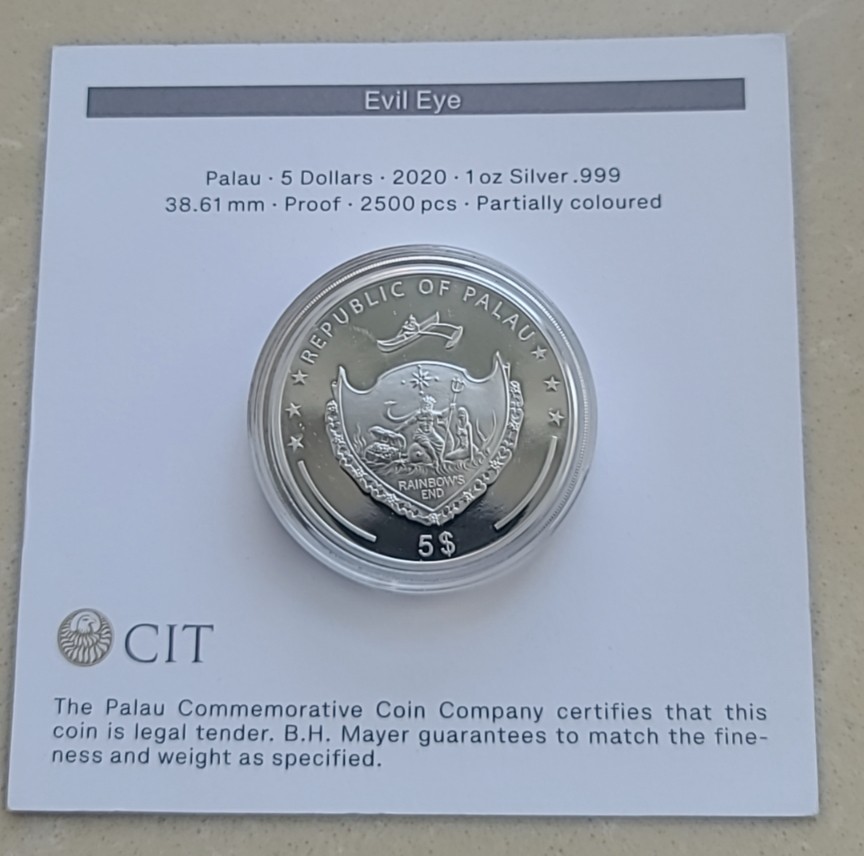 Evil Eye
Palau · 5 Dollars · 2020 · 1 oz Silver .999
38.61 mm · Proof · 2500 pcs · Partially coloured
REPUBLIC OF PALAU
RAINBOW'S
END
5$
CIT
The Palau Commemorative Coin Company certifies that this
coin is legal tender. B.H. Mayer guarantees to match the fine-
ness and weight as specified.